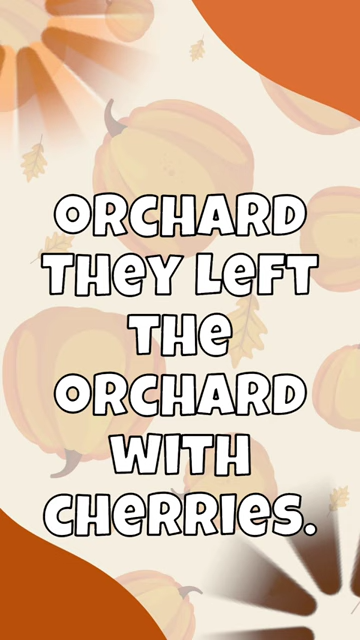 ORCHARD
THEY LEFT
THE
ORCHARD
WITH
CHERRIES.